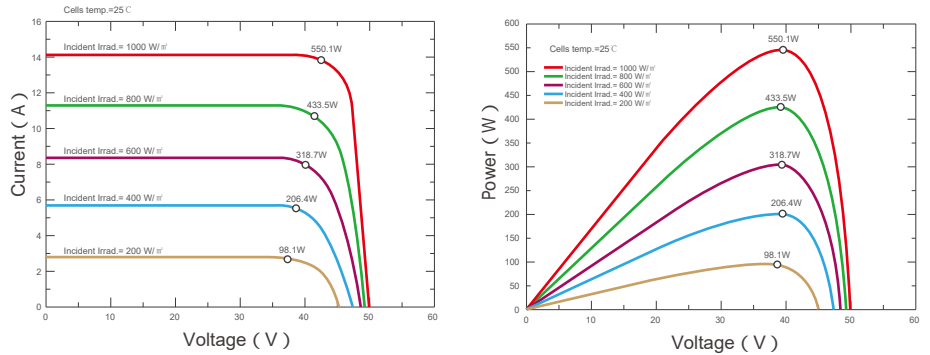 Cells temp.=25℃
16
14
12
10
8
6
4
2
0
Current ( A )
Incident Irrad.= 1000 W/㎡
550.1W
Incident Irrad.= 800 W/㎡
433.5W
Incident Irrad.= 600 W/㎡
318.7W
Incident Irrad.= 400 W/㎡
206.4W
Incident Irrad.= 200 W/㎡
98.1W
0 10 20 30 40 50 60
Voltage ( V )
600
550
500
450
400
350
300
250
200
150
100
50
00
Power ( W )
Cells temp.=25℃
Incident Irrad.= 1000 W/㎡
Incident Irrad.= 800 W/㎡
Incident Irrad.= 600 W/㎡
Incident Irrad.= 400 W/㎡
Incident Irrad.= 200 W/㎡
550.1W
433.5W
318.7W
206.4W
98.1W
0 10 20 30 40 50 60
Voltage ( V )